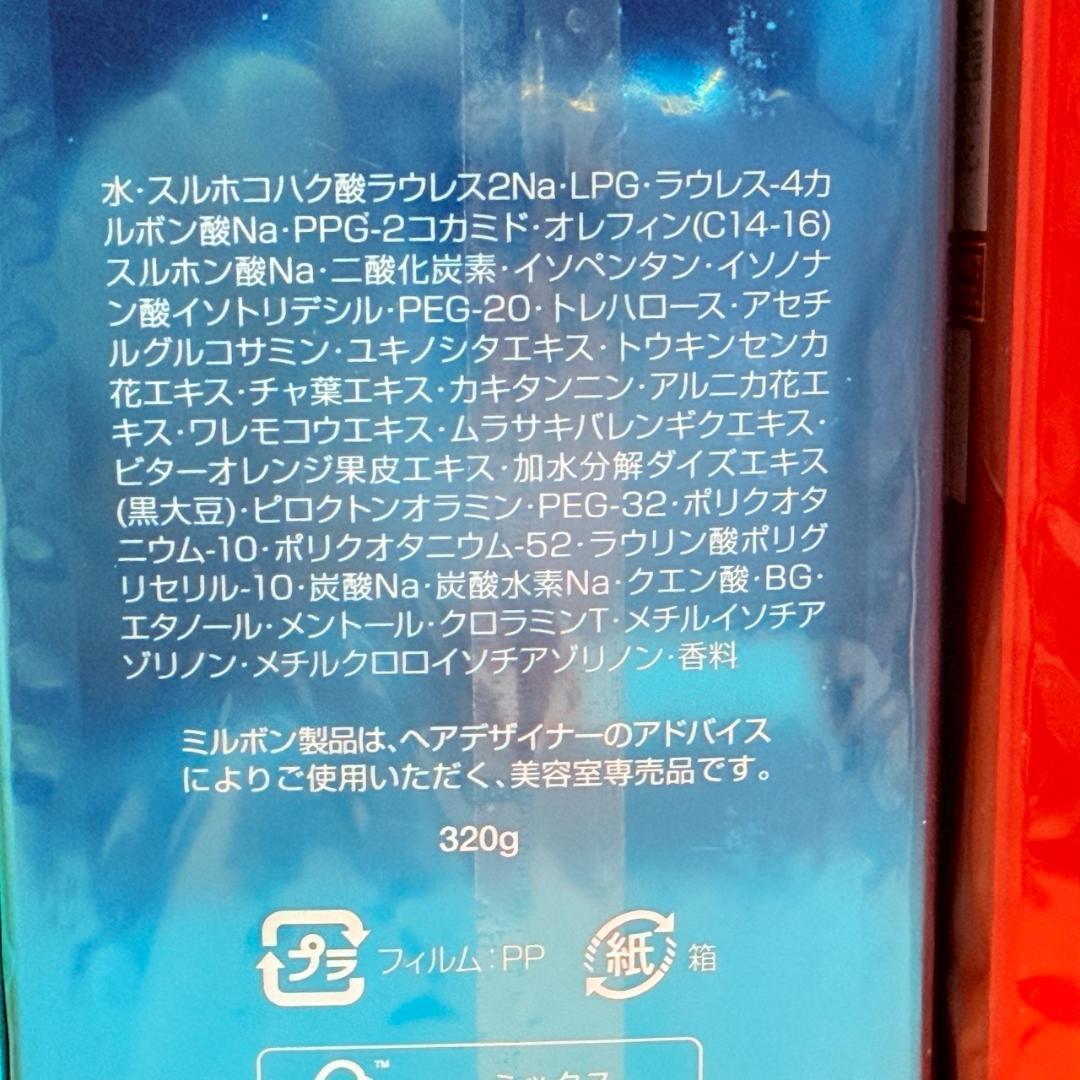 水・スルホコハク酸ラウレス2Na・LPG・ラウレス-4カ
ルボン酸Na・PPG-2コカミド・オレフィン(C14-16)
スルホン酸Na・二酸化炭素・イソペンタン・イソノナ
ン酸イソトリデシル・PEG-20・トレハロース・アセチ
ルグルコサミン・ユキノシタエキス・トウキンセンカ
花エキス・チャ葉エキス・カキタンニン・アルニカ花エ
キス・ワレモコウエキス・ムラサキバレンギクエキス・
ビターオレンジ果皮エキス・加水分解ダイズエキス
(黒大豆)・ピロクトンオラミン・PEG-32・ポリクオタ
ニウム-10・ポリクオタニウム-52・ラウリン酸ポリグ
リセリル-10・炭酸Na・炭酸水素Na・クエン酸・BG・
エタノール・メントール・クロラミンT・メチルイソチア
ゾリノン・メチルクロロイソチアゾリノン・香料
ミルボン製品は、ヘアデザイナーのアドバイス
によりご使用いただく、美容室専売品です。
320g
プラ フィルム:PP 紙 箱
™